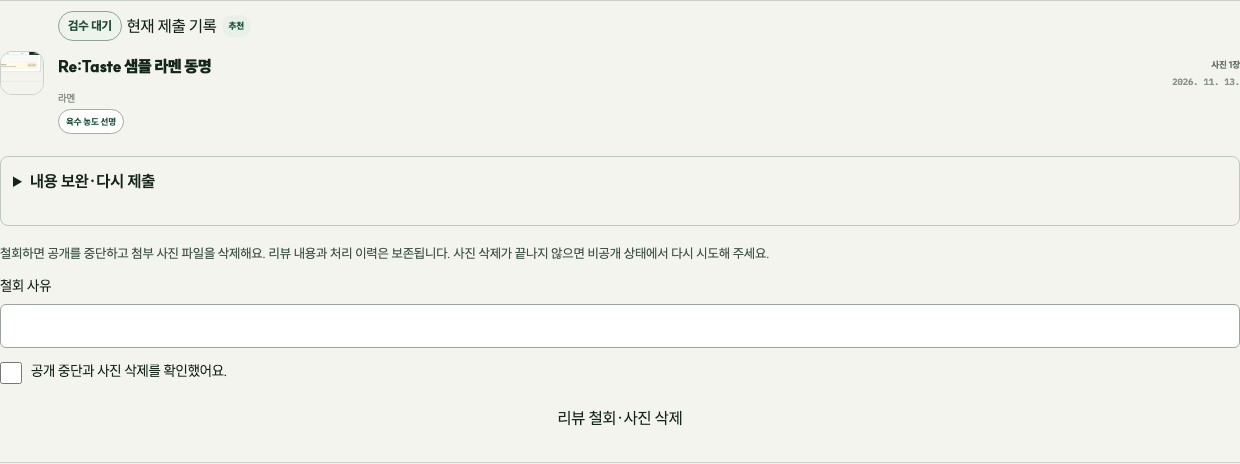 검수 대기 현재 제출 기록 추천
Re:Taste 샘플 라멘 동명
사진 1장
2026. 11. 13.
라멘
육수 농도 선명
▶ 내용 보완·다시 제출
철회하면 공개를 중단하고 첨부 사진 파일을 삭제해요. 리뷰 내용과 처리 이력은 보존됩니다. 사진 삭제가 끝나지 않으면 비공개 상태에서 다시 시도해 주세요.
철회 사유
공개 중단과 사진 삭제를 확인했어요.
리뷰 철회·사진 삭제